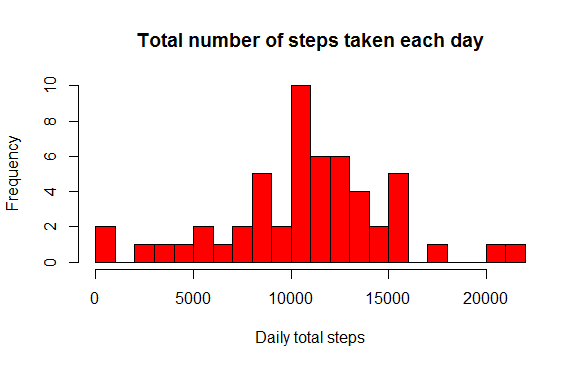 Total number of steps taken each day
Frequency
10
8
6
4
2
0
0 5000 10000 15000 20000
Daily total steps